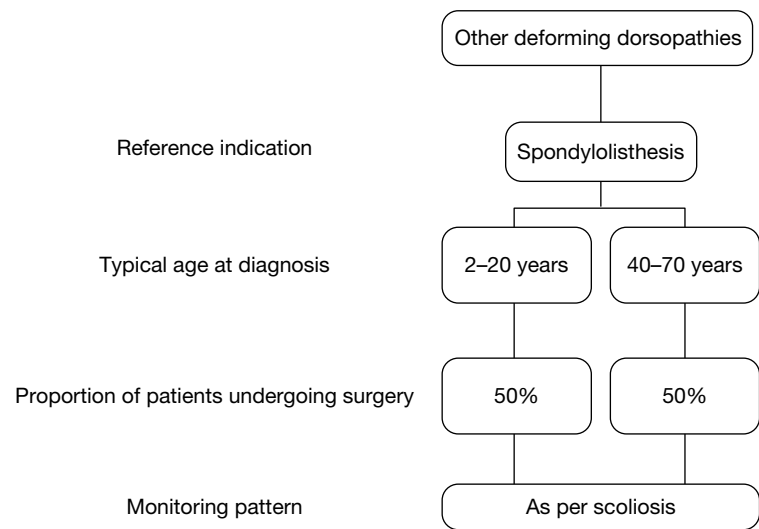 Other deforming dorsopathies
Reference indication
Spondylolisthesis
Typical age at diagnosis
2–20 years
40–70 years
Proportion of patients undergoing surgery
50%
50%
Monitoring pattern
As per scoliosis